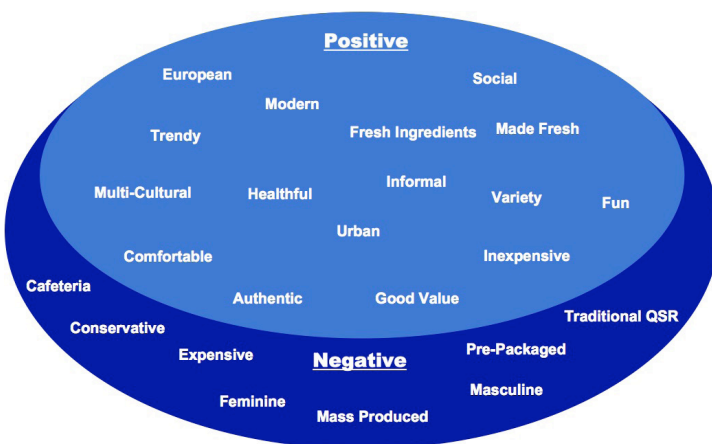 Positive
European
Social
Modern
Trendy
Fresh Ingredients
Made Fresh
Multi-Cultural
Healthful
Informal
Variety
Fun
Urban
Comfortable
Inexpensive
Cafeteria
Authentic
Good Value
Traditional QSR
Conservative
Expensive
Negative
Pre-Packaged
Feminine
Masculine
Mass Produced